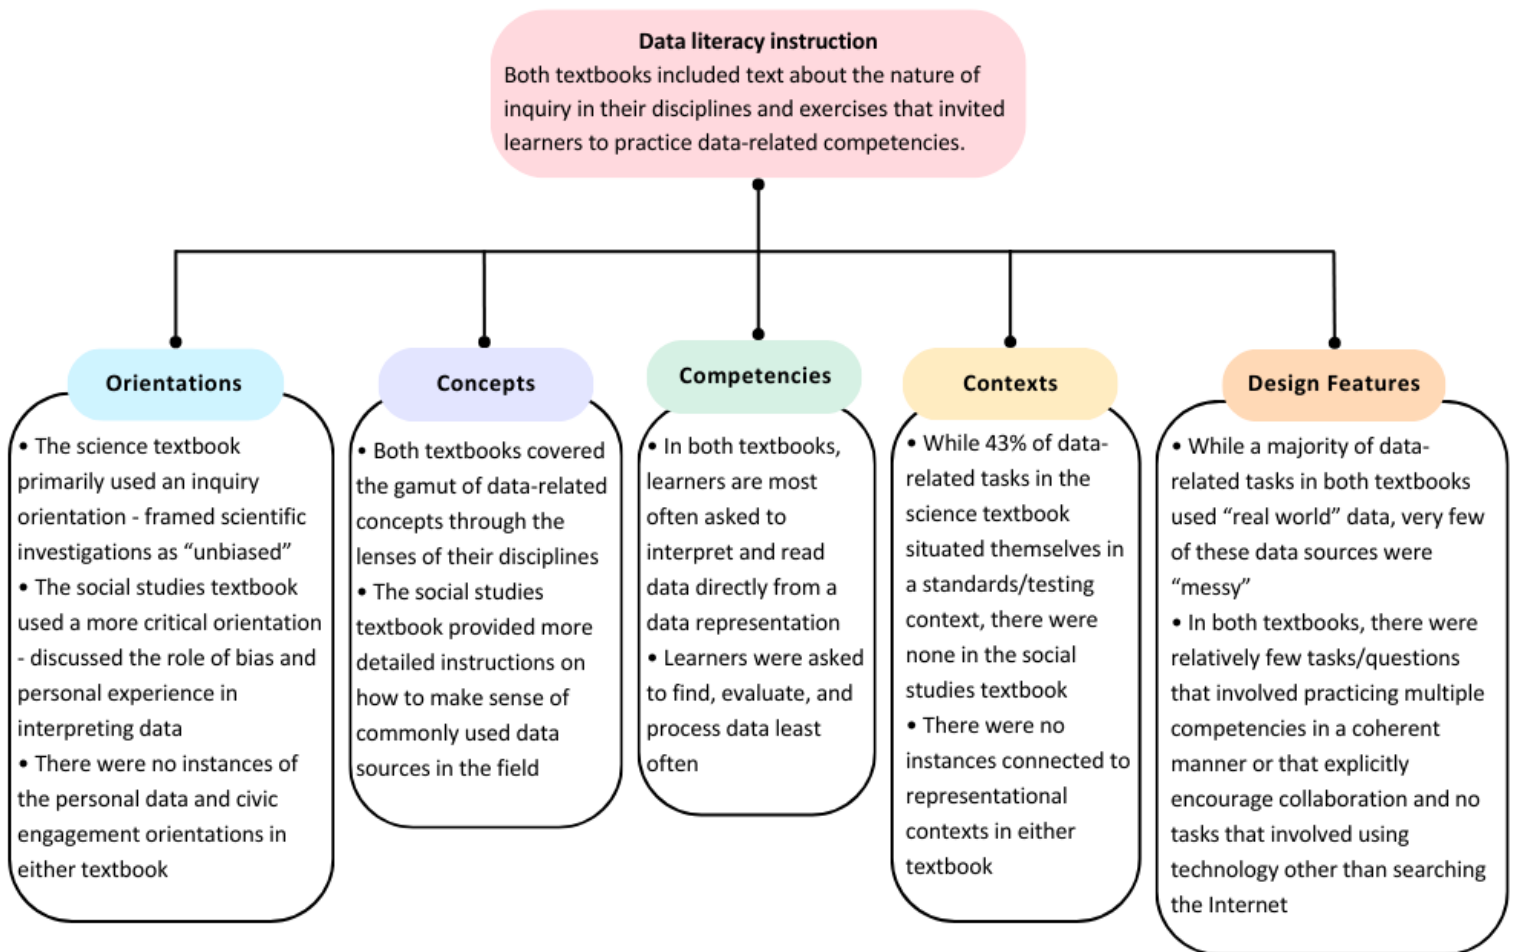 Data literacy instruction
Both textbooks included text about the nature of
inquiry in their disciplines and exercises that invited
learners to practice data-related competencies.
Orientations
• The science textbook
primarily used an inquiry
orientation - framed scientific
investigations as “unbiased”
• The social studies textbook
used a more critical orientation
- discussed the role of bias and
personal experience in
interpreting data
• There were no instances of
the personal data and civic
engagement orientations in
either textbook
Concepts
• Both textbooks covered
the gamut of data-related
concepts through the
lenses of their disciplines
• The social studies
textbook provided more
detailed instructions on
how to make sense of
commonly used data
sources in the field
Competencies
• In both textbooks,
learners are most
often asked to
interpret and read
data directly from a
data representation
• Learners were asked
to find, evaluate, and
process data least
often
Contexts
• While 43% of data-
related tasks in the
science textbook
situated themselves in
a standards/testing
context, there were
none in the social
studies textbook
• There were no
instances connected to
representational
contexts in either
textbook
Design Features
• While a majority of data-
related tasks in both textbooks
used “real world” data, very few
of these data sources were
“messy”
• In both textbooks, there were
relatively few tasks/questions
that involved practicing multiple
competencies in a coherent
manner or that explicitly
encourage collaboration and no
tasks that involved using
technology other than searching
the Internet